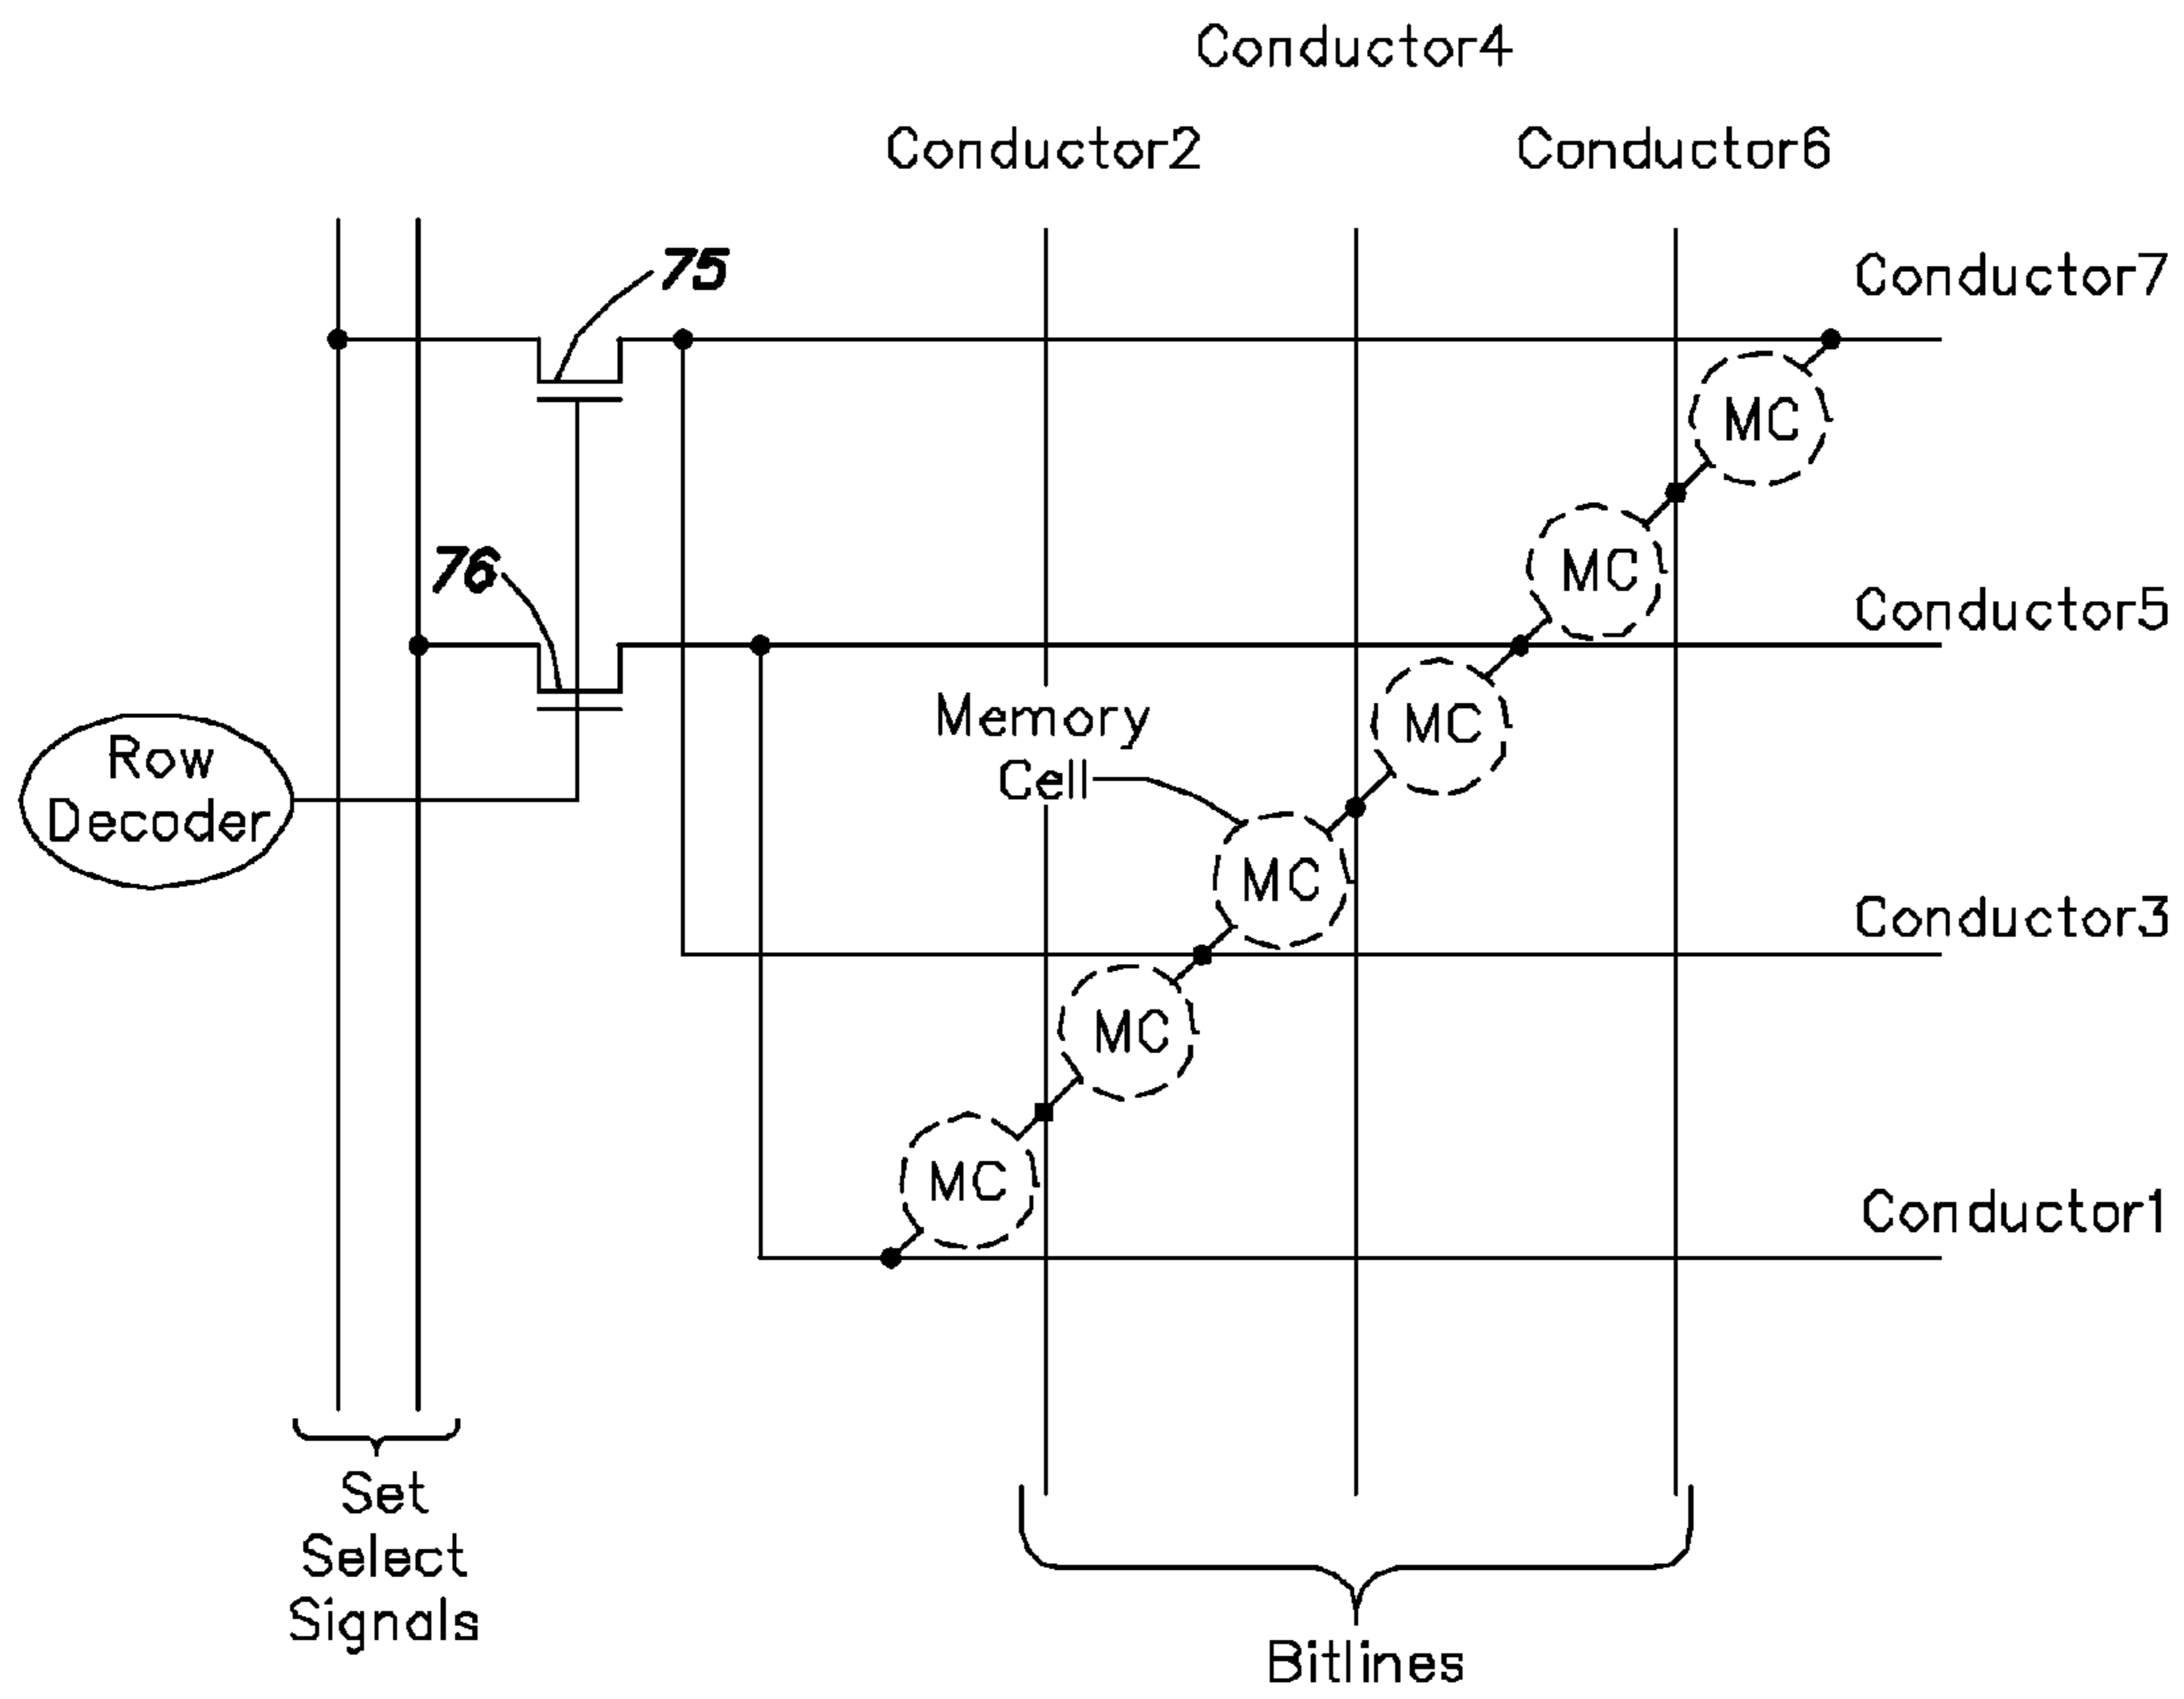 Conductor4
Conductor2
Conductor6
75
Conductor7
76
Conductor5
Memory
Cell
Row
Decoder
MC
MC
MC
MC
MC
MC
Conductor3
Conductor1
Set
Select
Signals
Bitlines